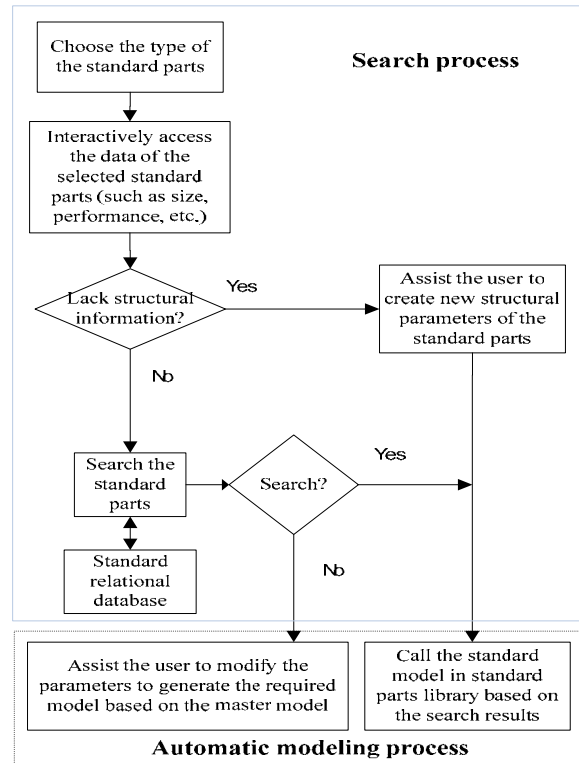 Choose the type of
the standard parts
Search process
Interactively access
the data of the
selected standard
parts (such as size,
performance, etc.)
Lack structural
information?
Yes
Assist the user to
create new structural
parameters of the
standard parts
No
Search the
standard
parts
Search?
Yes
Standard
relational
database
No
Assist the user to modify the
parameters to generate the required
model based on the master model
Call the standard
model in standard
parts library based on
the search results
Automatic modeling process